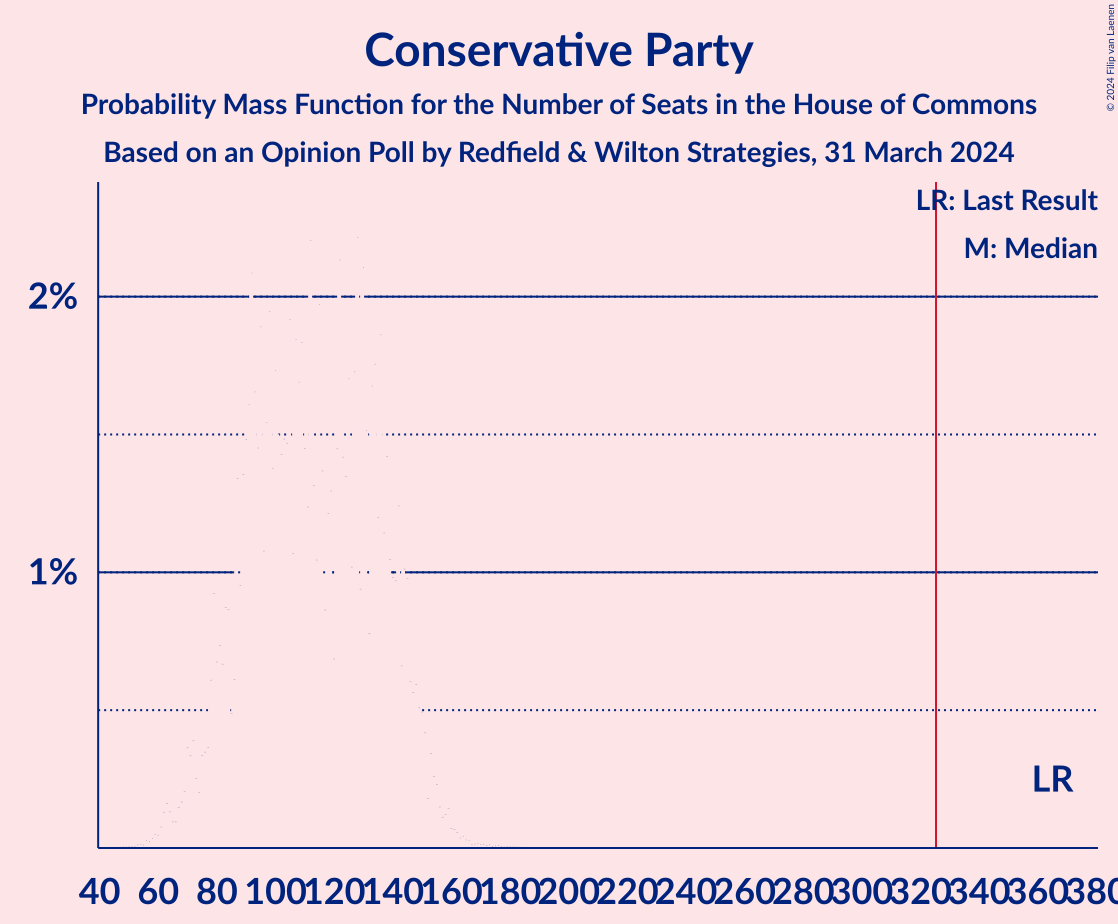 Conservative Party
Probability Mass Function for the Number of Seats in the House of Commons
Based on an Opinion Poll by Redfield & Wilton Strategies, 31 March 2024
© 2024 Filip van Laenen
LR: Last Result
M: Median
2%
1%
LR
40 60 80 100 120 140 160 180 200 220 240 260 280 300 320 340 360 380